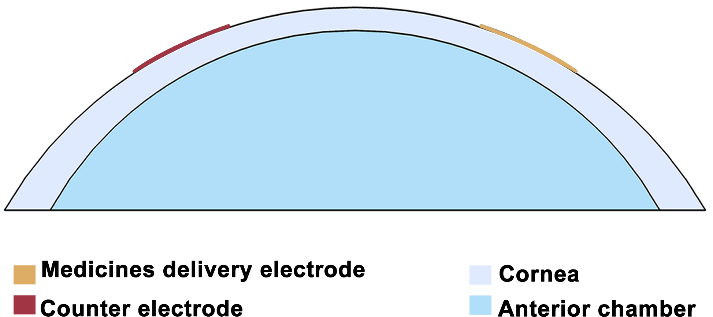 Medicines delivery electrode
Cornea
Counter electrode
Anterior chamber